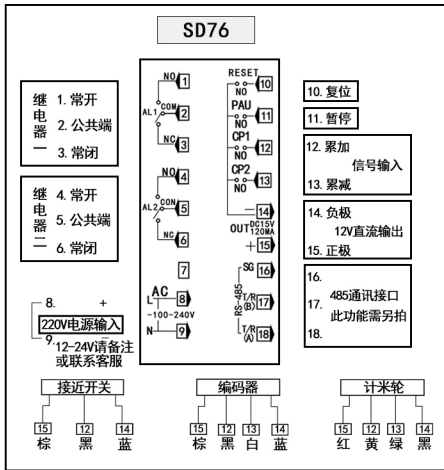 SD76
继电器一
1. 常开
2. 公共端
3. 常闭
继电器二
4. 常开
5. 公共端
6. 常闭
8. +
220V电源输入
9. −
12-24V请备注
或联系客服
NO 1
AL1 COM 2
NC 3
NO 4
AL2 CON 5
NC 6
7
AC
L 8
~100-240V
N 9
RESET
NO 10
PAU
NO 11
CP1
NO 12
CP2
NO 13
− 14
OUT DC15V
120MA
+ 15
SG 16
RS-485
T/R
(B) 17
T/R
(A) 18
10. 复位
11. 暂停
12. 累加
信号输入
13. 累减
14. 负极
12V直流输出
15. 正极
16.
485通讯接口
17.
此功能需另拍
18.
接近开关
15 12 14
棕 黑 蓝
编码器
15 12 13 14
棕 黑 白 蓝
计米轮
15 12 13 14
红 黄 绿 黑